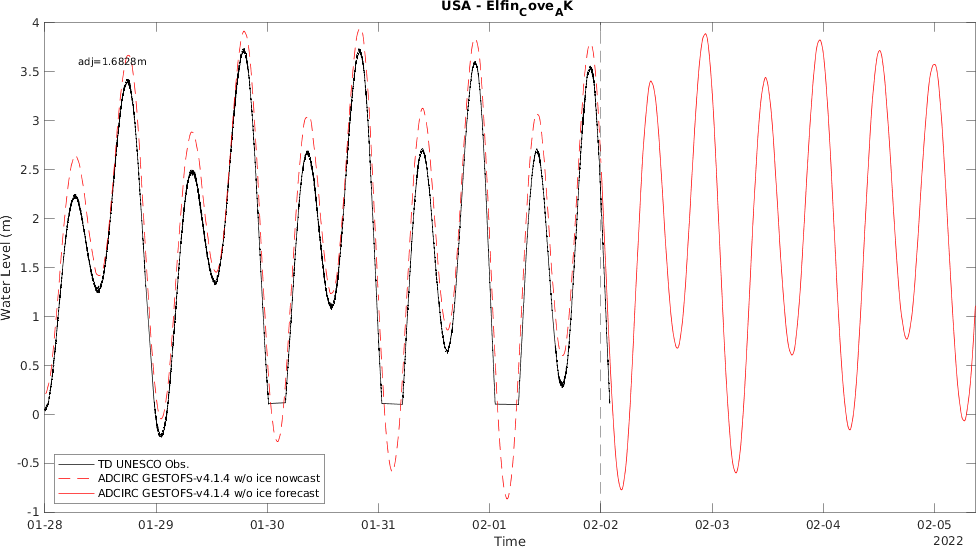 USA - ElfinCoveAK
adj=1.6828m
4
3.5
3
2.5
2
1.5
1
0.5
0
-0.5
-1
Water Level (m)
TD UNESCO Obs.
ADCIRC GESTOFS-v4.1.4 w/o ice nowcast
ADCIRC GESTOFS-v4.1.4 w/o ice forecast
01-28 01-29 01-30 01-31 02-01 02-02 02-03 02-04 02-05
Time
2022